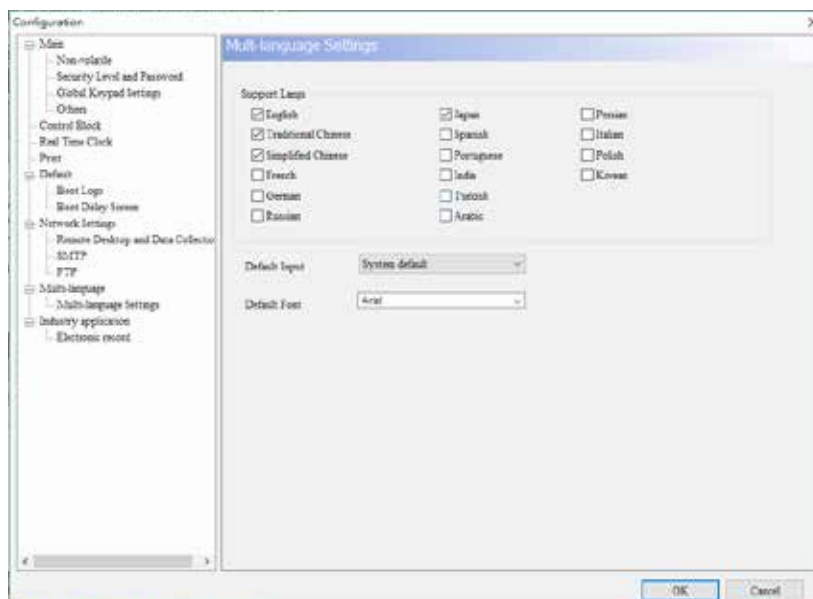 Configuration
Main
Non-volatile
Security Level and Password
Global Keypad Settings
Others
Control Block
Real Time Clock
Print
Default
Boot Logo
Boot Delay Screen
Network Settings
Remote Desktop and Data Collector
SMTP
FTP
Multi-language
Multi-language Settings
Industry application
Electronic record
Multi-language Settings
Support Langs
English
Japan
Persian
Traditional Chinese
Spanish
Italian
Simplified Chinese
Portuguese
Polish
French
India
Korean
German
Turkish
Russian
Arabic
Default Input
System default
Default Font
Arial
OK
Cancel